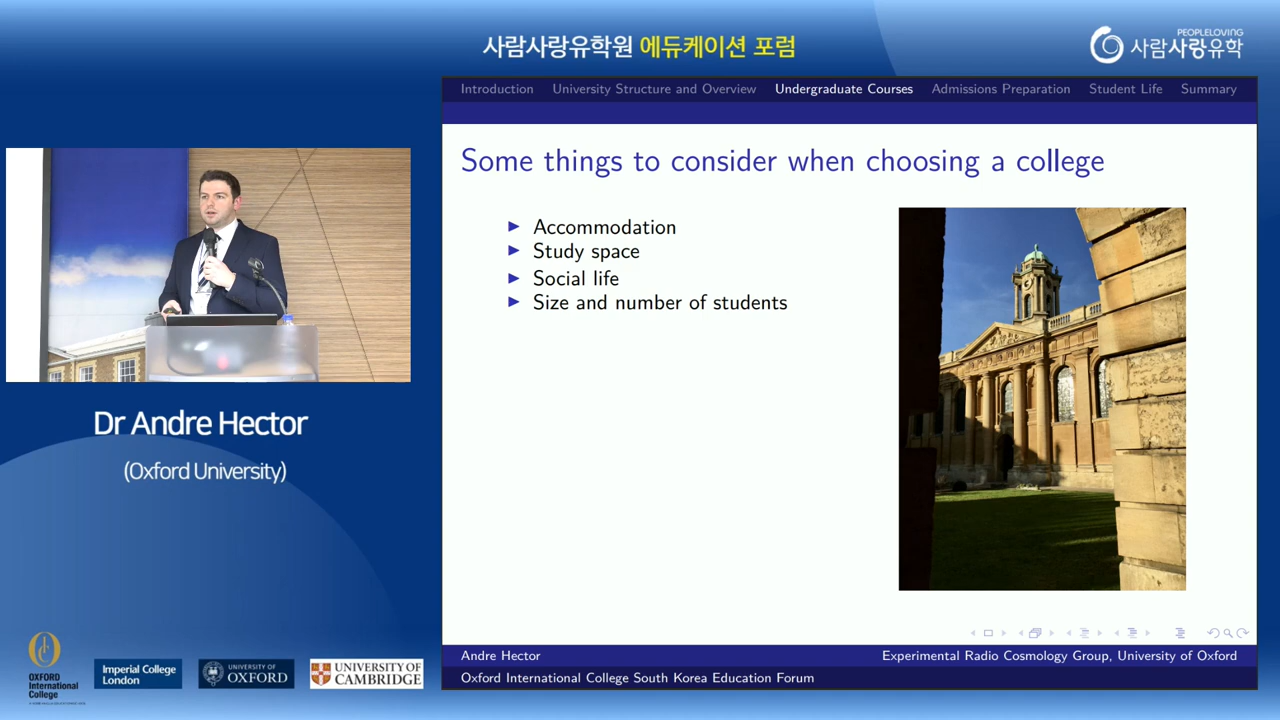 사람사랑유학원 에듀케이션 포럼
PEOPLELOVING
사람사랑유학
Introduction University Structure and Overview Undergraduate Courses Admissions Preparation Student Life Summary
Some things to consider when choosing a college
Accommodation
Study space
Social life
Size and number of students
Dr Andre Hector
(Oxford University)
OXFORD
International
College
Imperial College
London
UNIVERSITY OF
OXFORD
UNIVERSITY OF
CAMBRIDGE
Andre Hector Experimental Radio Cosmology Group, University of Oxford
Oxford International College South Korea Education Forum